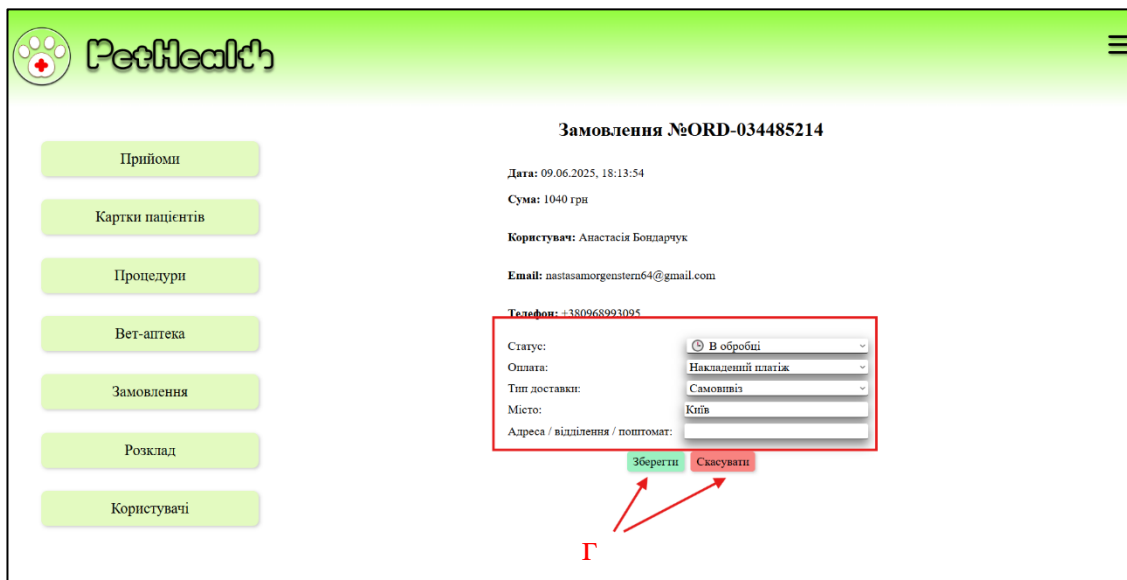 PetHealth
Замовлення №ORD-034485214
Прийоми
Картки пацієнтів
Процедури
Вет-аптека
Замовлення
Розклад
Користувачі
Дата: 09.06.2025, 18:13:54
Сума: 1040 грн
Користувач: Анастасія Бондарчук
Email: nastasamorgenstern64@gmail.com
Телефон: +380968993095
Статус: В обробці
Оплата: Накладений платіж
Тип доставки: Самовивіз
Місто: Київ
Адреса / відділення / поштомат:
Зберегти Скасувати
Г